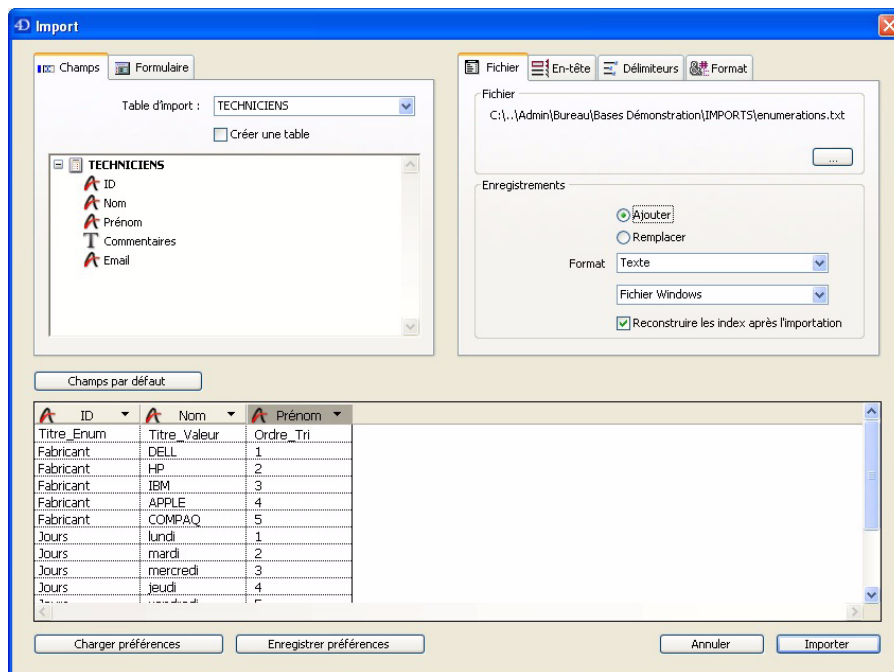 4D Import
Champs
Formulaire
Table d'import :
TECHNICIENS
Créer une table
TECHNICIENS
ID
Nom
Prénom
Commentaires
Email
Fichier
En-tête
Délimiteurs
Format
Fichier
C:\..\Admin\Bureau\Bases Démonstration\IMPORTS\enumerations.txt
...
Enregistrements
Ajouter
Remplacer
Format
Texte
Fichier Windows
Reconstruire les index après l'importation
Champs par défaut
ID Nom Prénom
Titre_Enum Titre_Valeur Ordre_Tri
Fabricant DELL 1
Fabricant HP 2
Fabricant IBM 3
Fabricant APPLE 4
Fabricant COMPAQ 5
Jours lundi 1
Jours mardi 2
Jours mercredi 3
Jours jeudi 4
Jours vendredi 5
Charger préférences
Enregistrer préférences
Annuler
Importer